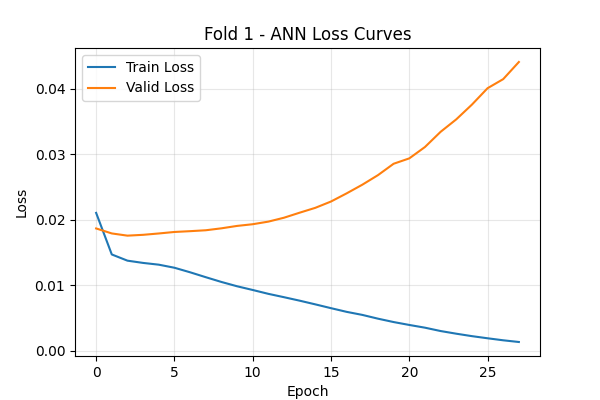 Fold 1 - ANN Loss Curves
Train Loss
Valid Loss
0.04
0.03
0.02
0.01
0.00
Loss
0 5 10 15 20 25
Epoch